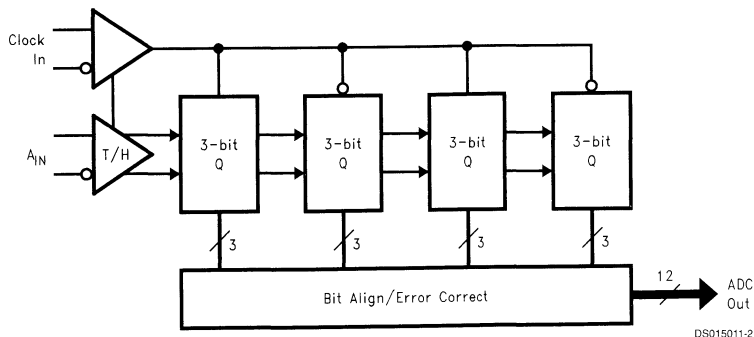 Clock
In
A_IN
T/H
3-bit
Q
3-bit
Q
3-bit
Q
3-bit
Q
3
3
3
3
Bit Align/Error Correct
12
ADC
Out
DS015011-2